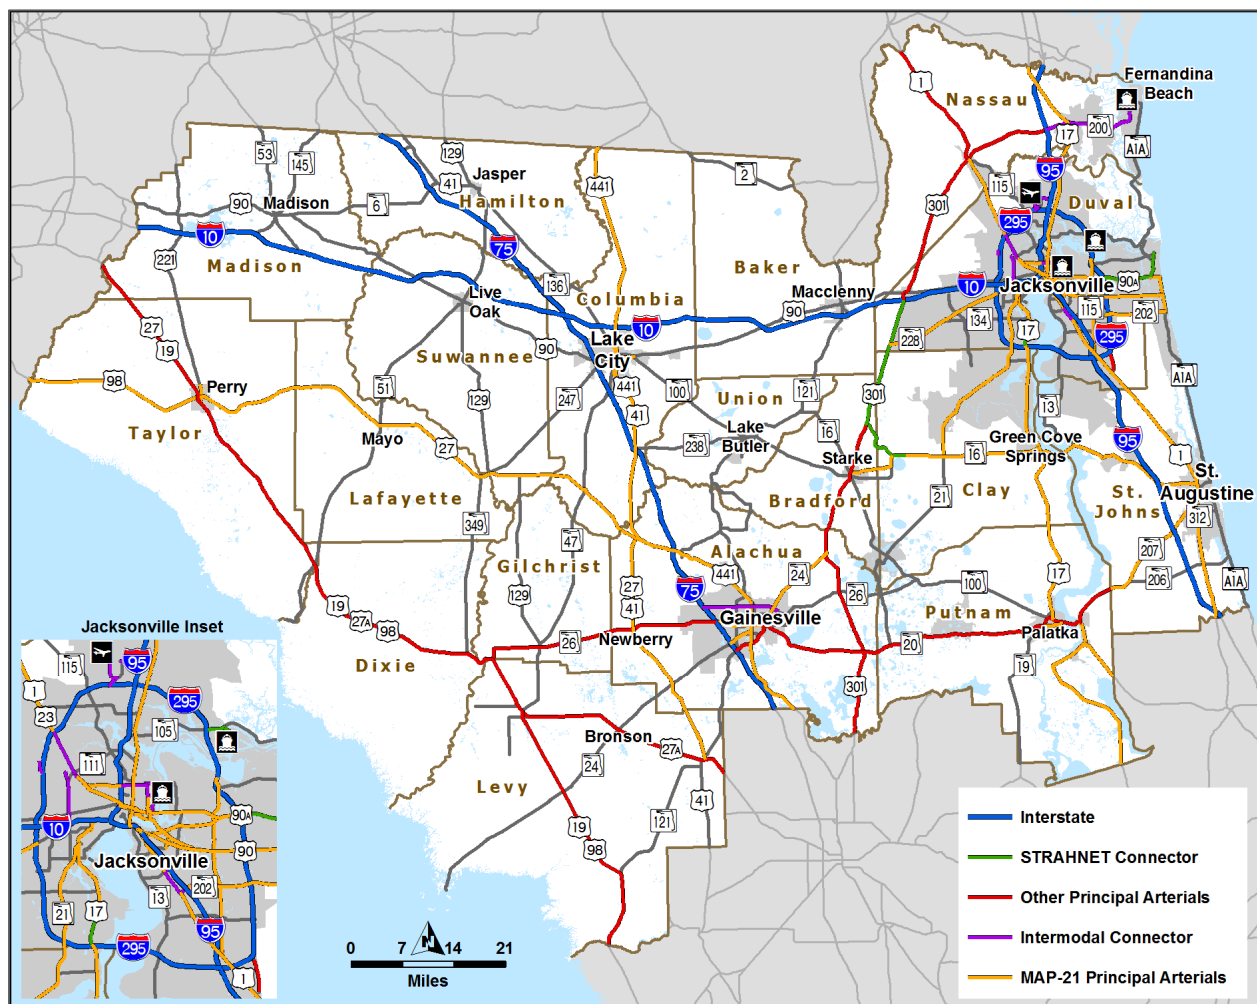 Fernandina
Beach
1
Nassau
17
200
A1A
53
145
129
41
Jasper
Hamilton
441
2
115
95
Duval
90
Madison
6
301
295
10
75
221
Madison
Baker
136
Columbia
Macclenny
10
Jacksonville
90A
Live
Oak
10
90
134
115
202
27
19
Suwannee
90
Lake
City
228
17
295
98
Perry
51
129
247
441
41
100
Union
121
301
A1A
13
Taylor
Mayo
27
238
Lake
Butler
16
Starke
16
Green Cove
Springs
95
1
Lafayette
Bradford
21
Clay
St.
Johns
St.
Augustine
349
47
Alachua
312
207
Gilchrist
441
24
17
206
A1A
129
27
41
75
26
100
Putnam
19
27A
98
Gainesville
Dixie
26
Newberry
20
Palatka
19
301
Bronson
27A
24
Levy
41
121
19
98
Jacksonville Inset
115
95
1
23
295
105
111
10
90A
90
Jacksonville
202
13
21
17
95
295
1
N
0 7 14 21
Miles
Interstate
STRAHNET Connector
Other Principal Arterials
Intermodal Connector
MAP-21 Principal Arterials